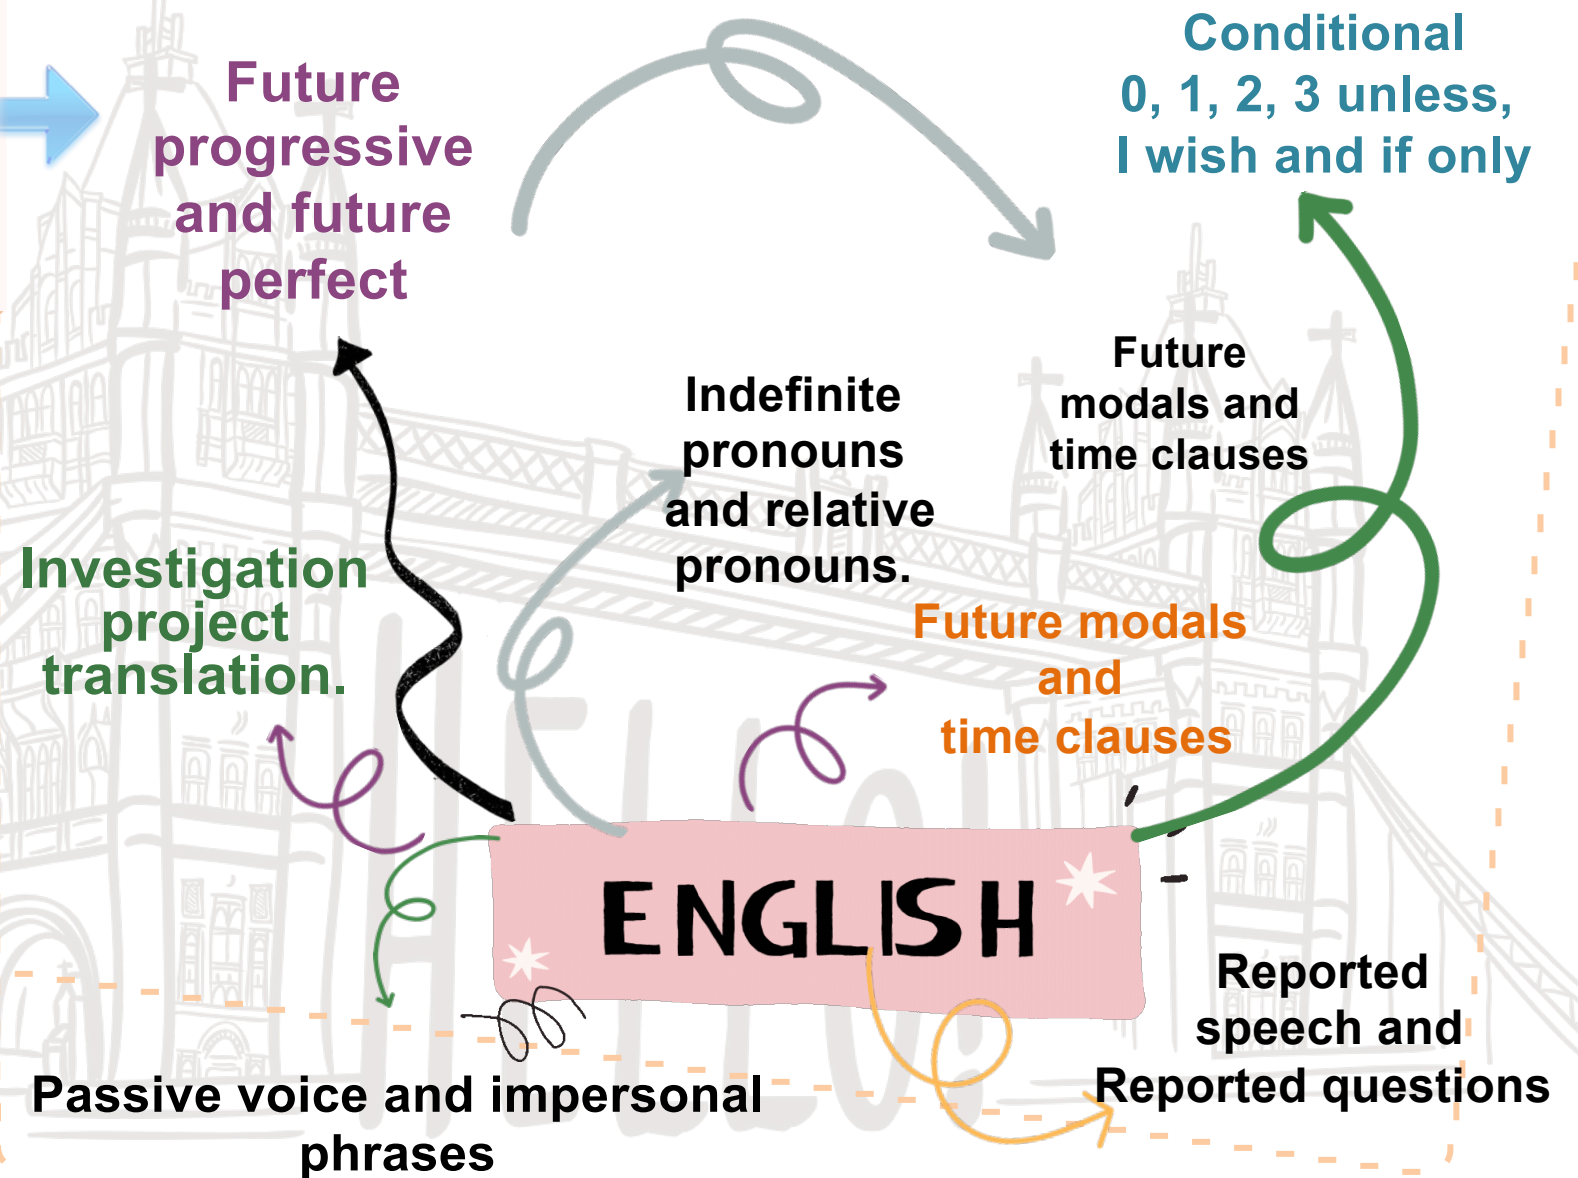 Future
progressive
and future
perfect
Conditional
0, 1, 2, 3 unless,
I wish and if only
Indefinite
pronouns
and relative
pronouns.
Future
modals and
time clauses
Investigation
project
translation.
Future modals
and
time clauses
HELLO!
ENGLISH
Passive voice and impersonal
phrases
Reported
speech and
Reported questions